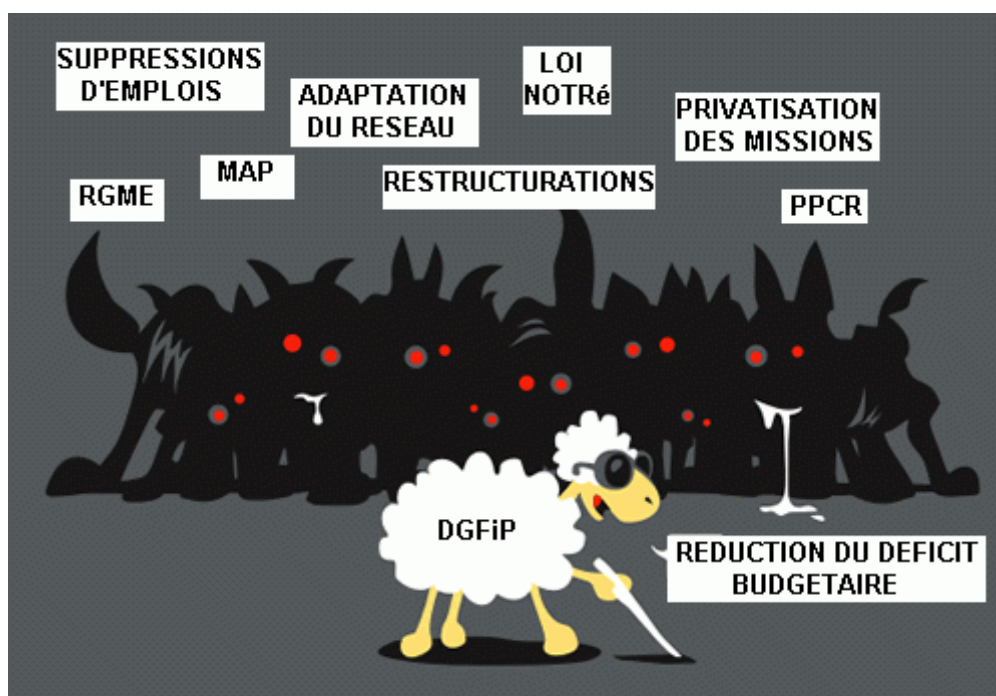 SUPPRESSIONS
D'EMPLOIS
ADAPTATION
DU RESEAU
LOI
NOTRé
PRIVATISATION
DES MISSIONS
RGME
MAP
RESTRUCTURATIONS
PPCR
DGFiP
REDUCTION DU DEFICIT
BUDGETAIRE